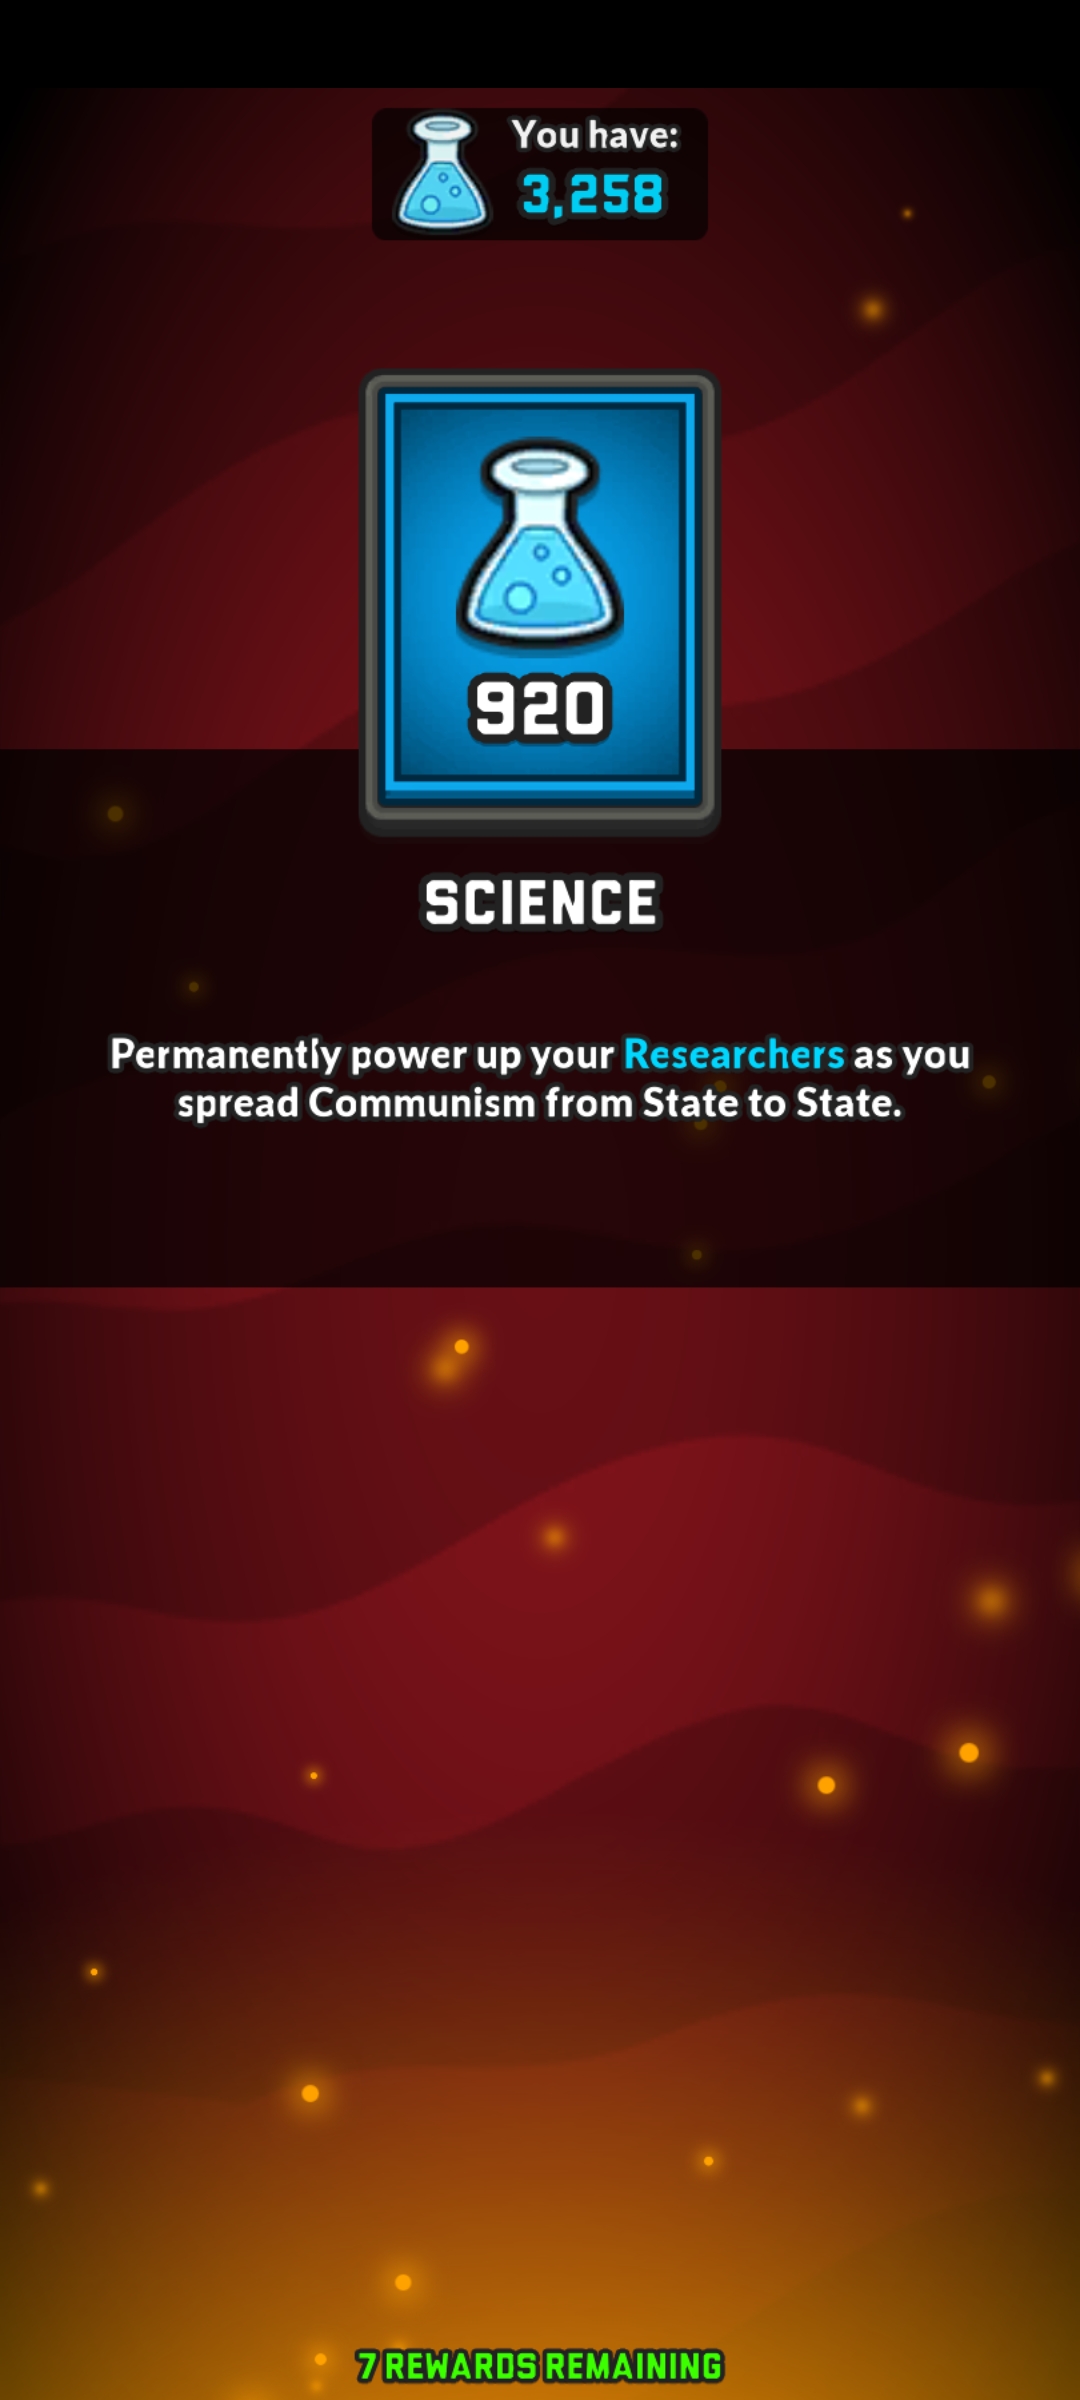 You have:
3,258
920
SCIENCE
Permanently power up your Researchers as you
spread Communism from State to State.
7 REWARDS REMAINING